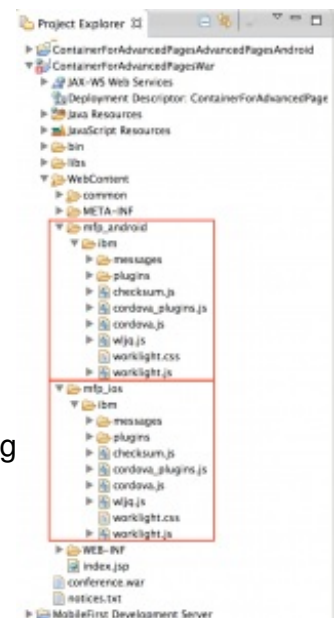 Project Explorer
ContainerForAdvancedPagesAdvancedPagesAndroid
ContainerForAdvancedPagesWar
JAX-WS Web Services
Deployment Descriptor: ContainerForAdvancedPage
Java Resources
JavaScript Resources
bin
libs
WebContent
common
META-INF
mfp_android
ibm
messages
plugins
checksum.js
cordova_plugins.js
cordova.js
wljq.js
worklight.css
worklight.js
mfp_ios
ibm
messages
g
plugins
checksum.js
cordova_plugins.js
cordova.js
wljq.js
worklight.css
worklight.js
WEB-INF
index.jsp
conference.war
notices.txt
MobileFirst Development Server